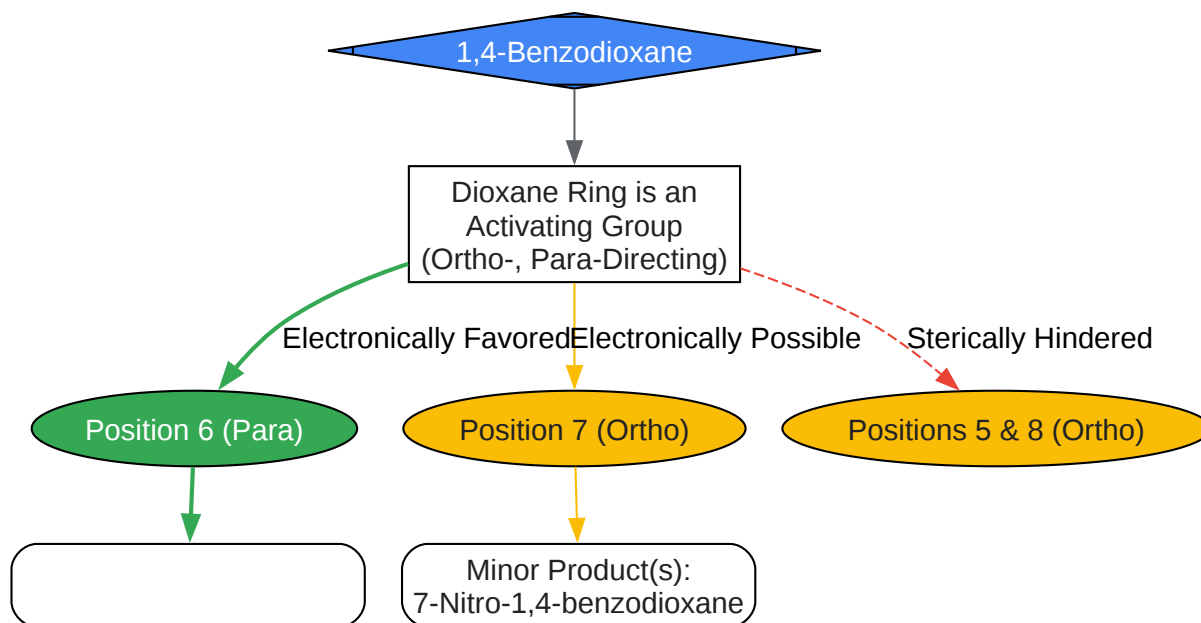 1,4-Benzodioxane
Dioxane Ring is an
Activating Group
(Ortho-, Para-Directing)
Electronically Favored
Electronically Possible
Sterically Hindered
Position 6 (Para)
Position 7 (Ortho)
Positions 5 & 8 (Ortho)
Minor Product(s):
7-Nitro-1,4-benzodioxane